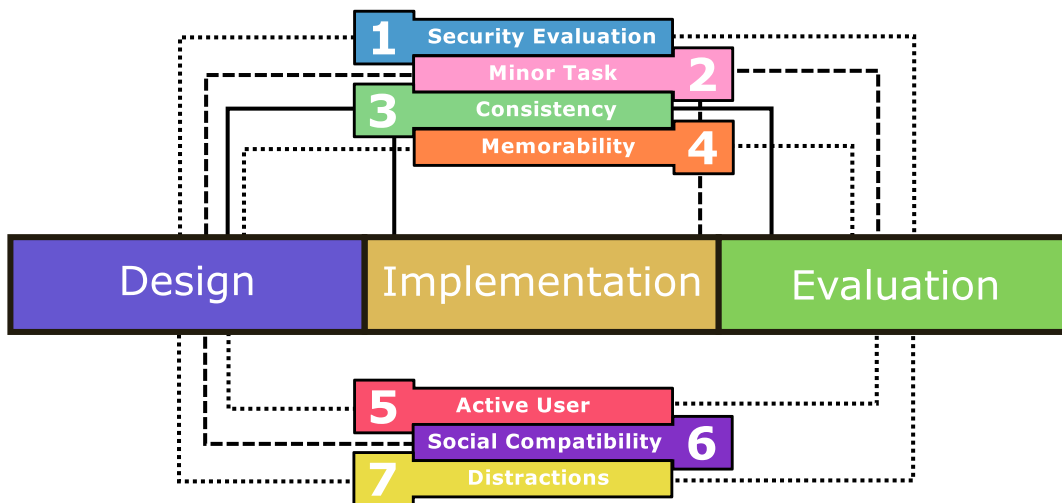 1 Security Evaluation
Minor Task 2
3 Consistency
Memorability 4
Design Implementation Evaluation
5 Active User
Social Compatibility 6
7 Distractions